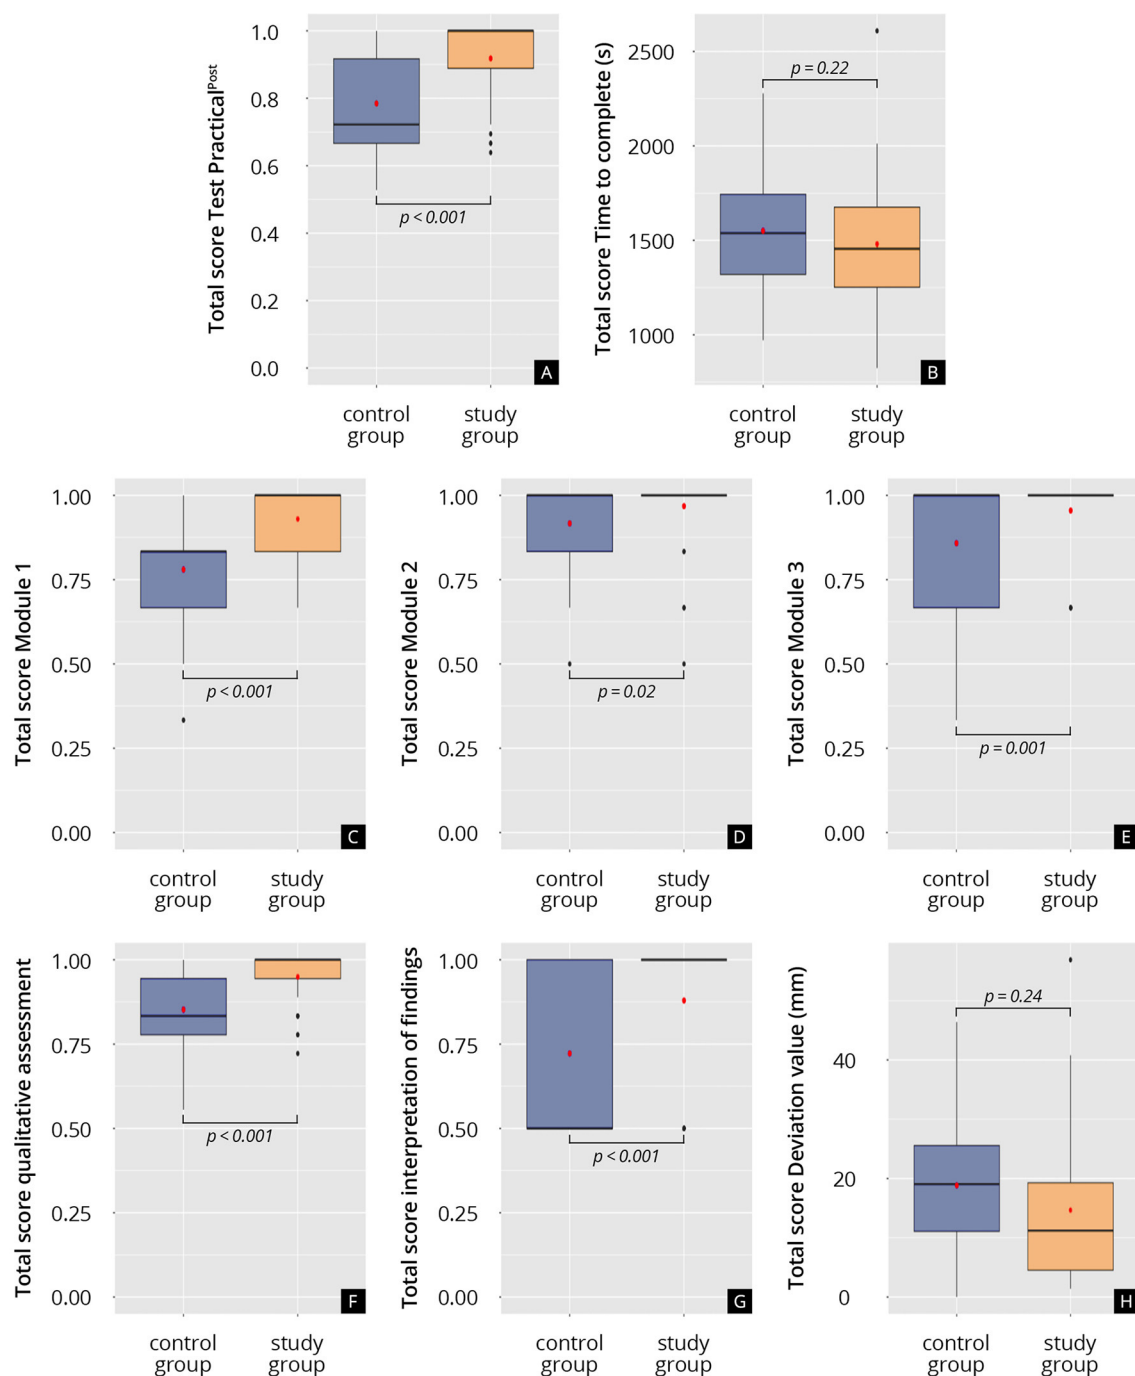 Total score Test Practical^Post
1.0
0.8
0.6
0.4
0.2
0.0
p < 0.001
A
control
group
study
group
Total score Time to complete (s)
2500
2000
1500
1000
p = 0.22
B
control
group
study
group
Total score Module 1
1.00
0.75
0.50
0.25
0.00
p < 0.001
C
control
group
study
group
Total score Module 2
1.00
0.75
0.50
0.25
0.00
p = 0.02
D
control
group
study
group
Total score Module 3
1.00
0.75
0.50
0.25
0.00
p = 0.001
E
control
group
study
group
Total score qualitative assessment
1.00
0.75
0.50
0.25
0.00
p < 0.001
F
control
group
study
group
Total score interpretation of findings
1.00
0.75
0.50
0.25
0.00
p < 0.001
G
control
group
study
group
Total score Deviation value (mm)
40
20
0
p = 0.24
H
control
group
study
group